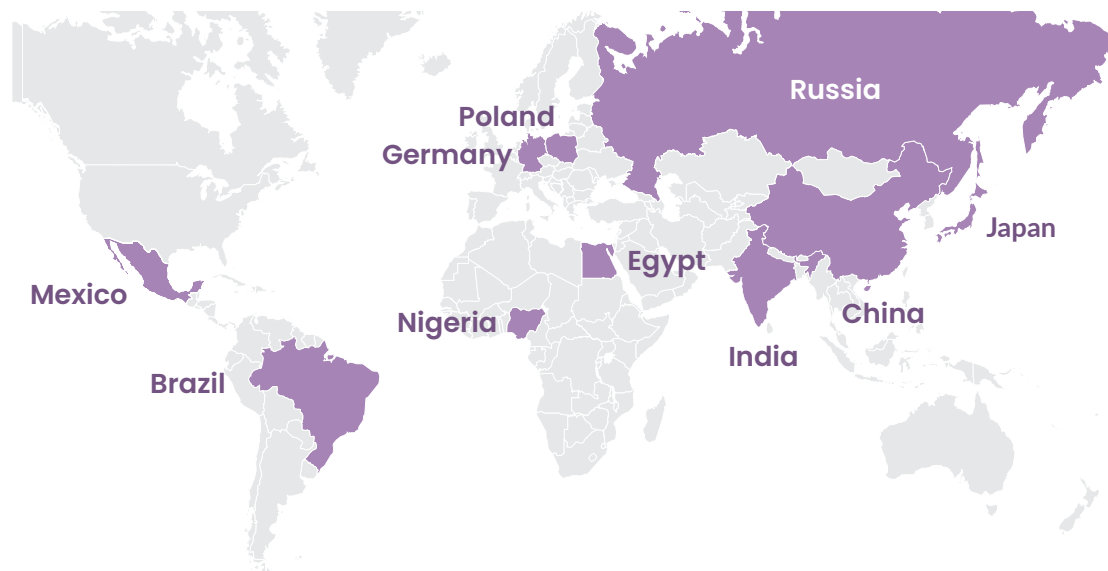 Russia
Poland
Germany
Japan
Egypt
Mexico
China
Nigeria
India
Brazil